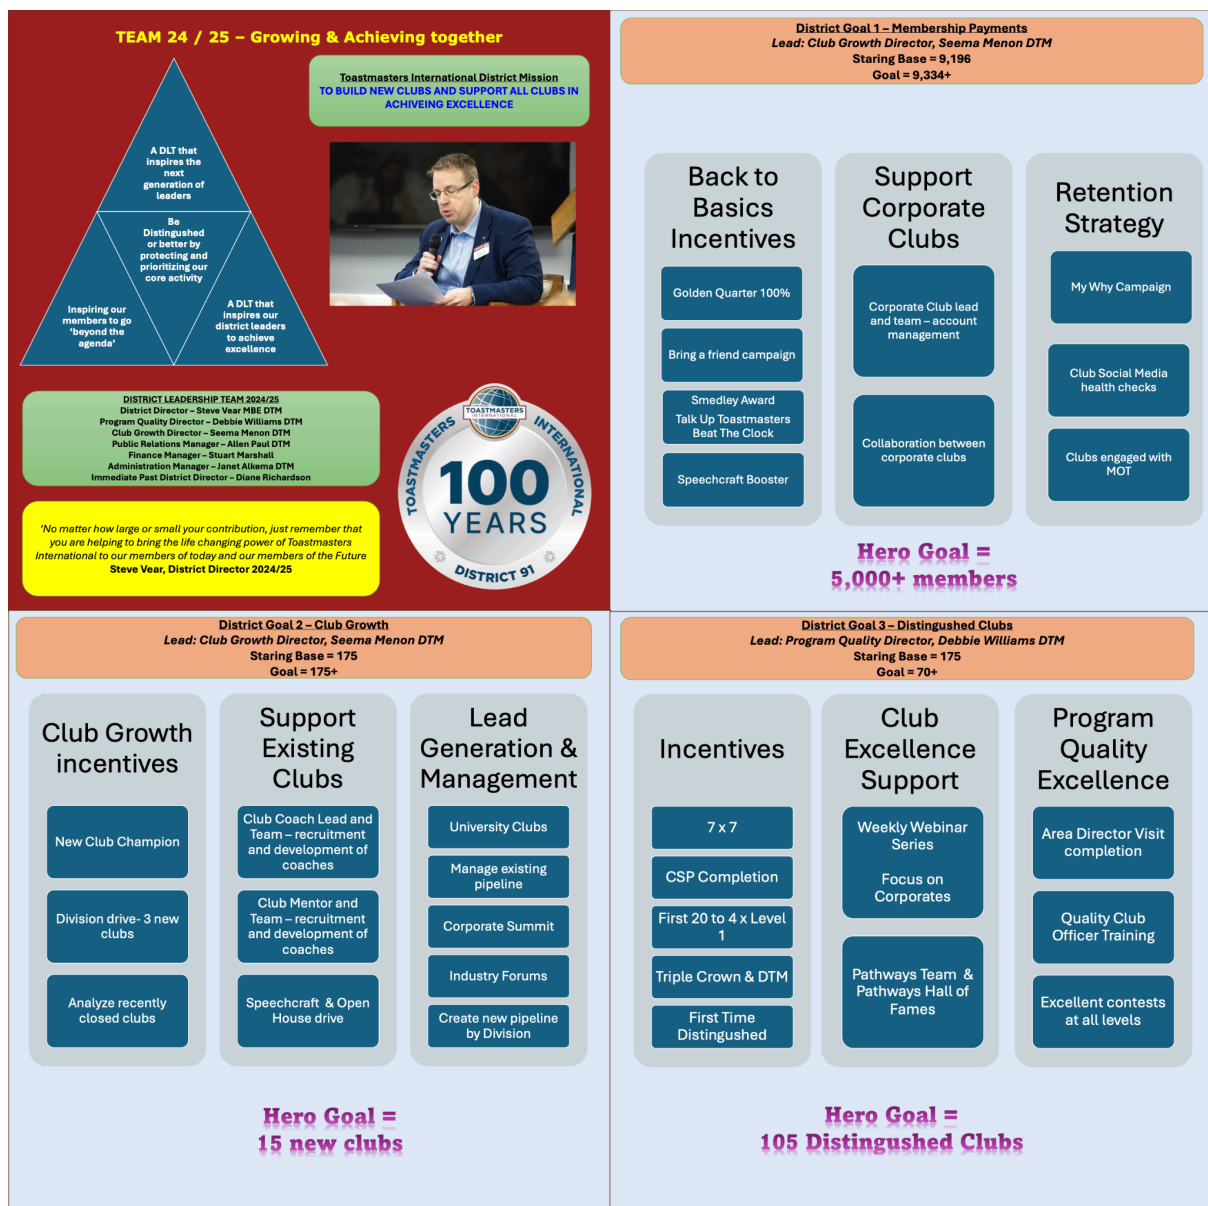 TEAM 24 / 25 – Growing & Achieving together
Toastmasters International District Mission
TO BUILD NEW CLUBS AND SUPPORT ALL CLUBS IN
ACHIVEING EXCELLENCE
A DLT that
inspires the
next
generation of
leaders
Be
Distingushed
or better by
protecting and
prioritizing our
core activity
Inspiring our
members to go
‘beyond the
agenda’
A DLT that
inspires our
district leaders
to achieve
excellence
DISTRICT LEADERSHIP TEAM 2024/25
District Director – Steve Vear MBE DTM
Program Quality Director – Debbie Williams DTM
Club Growth Director – Seema Menon DTM
Public Relations Manager – Allen Paul DTM
Finance Manager – Stuart Marshall
Administration Manager – Janet Alkema DTM
Immediate Past District Director – Diane Richardson
‘No matter how large or small your contribution, just remember that
you are helping to bring the life changing power of Toastmasters
International to our members of today and our members of the Future
Steve Vear, District Director 2024/25
TOASTMASTERS
INTERNATIONAL
TOASTMASTERS INTERNATIONAL
100
YEARS
DISTRICT 91
District Goal 1 – Membership Payments
Lead: Club Growth Director, Seema Menon DTM
Staring Base = 9,196
Goal = 9,334+
Back to
Basics
Incentives
Golden Quarter 100%
Bring a friend campaign
Smedley Award
Talk Up Toastmasters
Beat The Clock
Speechcraft Booster
Support
Corporate
Clubs
Corporate Club lead
and team – account
management
Collaboration between
corporate clubs
Retention
Strategy
My Why Campaign
Club Social Media
health checks
Clubs engaged with
MOT
Hero Goal =
5,000+ members
District Goal 2 – Club Growth
Lead: Club Growth Director, Seema Menon DTM
Staring Base = 175
Goal = 175+
Club Growth
incentives
New Club Champion
Division drive- 3 new
clubs
Analyze recently
closed clubs
Support
Existing
Clubs
Club Coach Lead and
Team – recruitment
and development of
coaches
Club Mentor and
Team – recruitment
and development of
coaches
Speechcraft & Open
House drive
Lead
Generation &
Management
University Clubs
Manage existing
pipeline
Corporate Summit
Industry Forums
Create new pipeline
by Division
Hero Goal =
15 new clubs
District Goal 3 – Distingushed Clubs
Lead: Program Quality Director, Debbie Williams DTM
Staring Base = 175
Goal = 70+
Incentives
7 x 7
CSP Completion
First 20 to 4 x Level
1
Triple Crown & DTM
First Time
Distingushed
Club
Excellence
Support
Weekly Webinar
Series
Focus on
Corporates
Pathways Team &
Pathways Hall of
Fames
Program
Quality
Excellence
Area Director Visit
completion
Quality Club
Officer Training
Excellent contests
at all levels
Hero Goal =
105 Distingushed Clubs